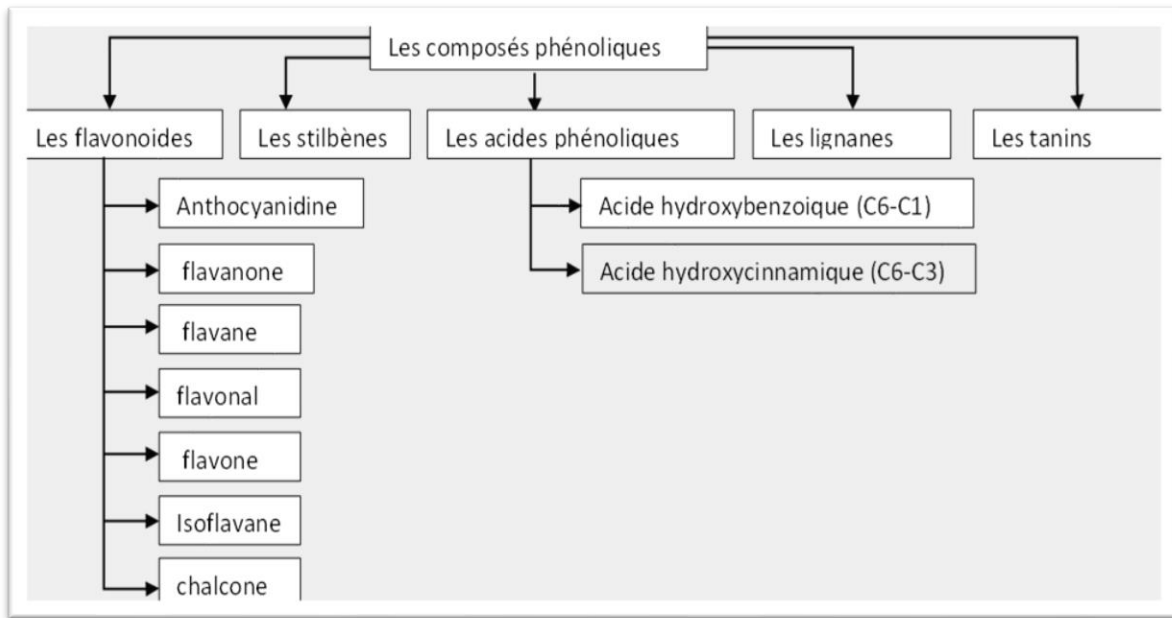 Les composés phénoliques
Les flavonoides
Les stilbènes
Les acides phénoliques
Les lignanes
Les tanins
Anthocyanidine
flavanone
flavane
flavonal
flavone
Isoflavane
chalcone
Acide hydroxybenzoique (C6-C1)
Acide hydroxycinnamique (C6-C3)